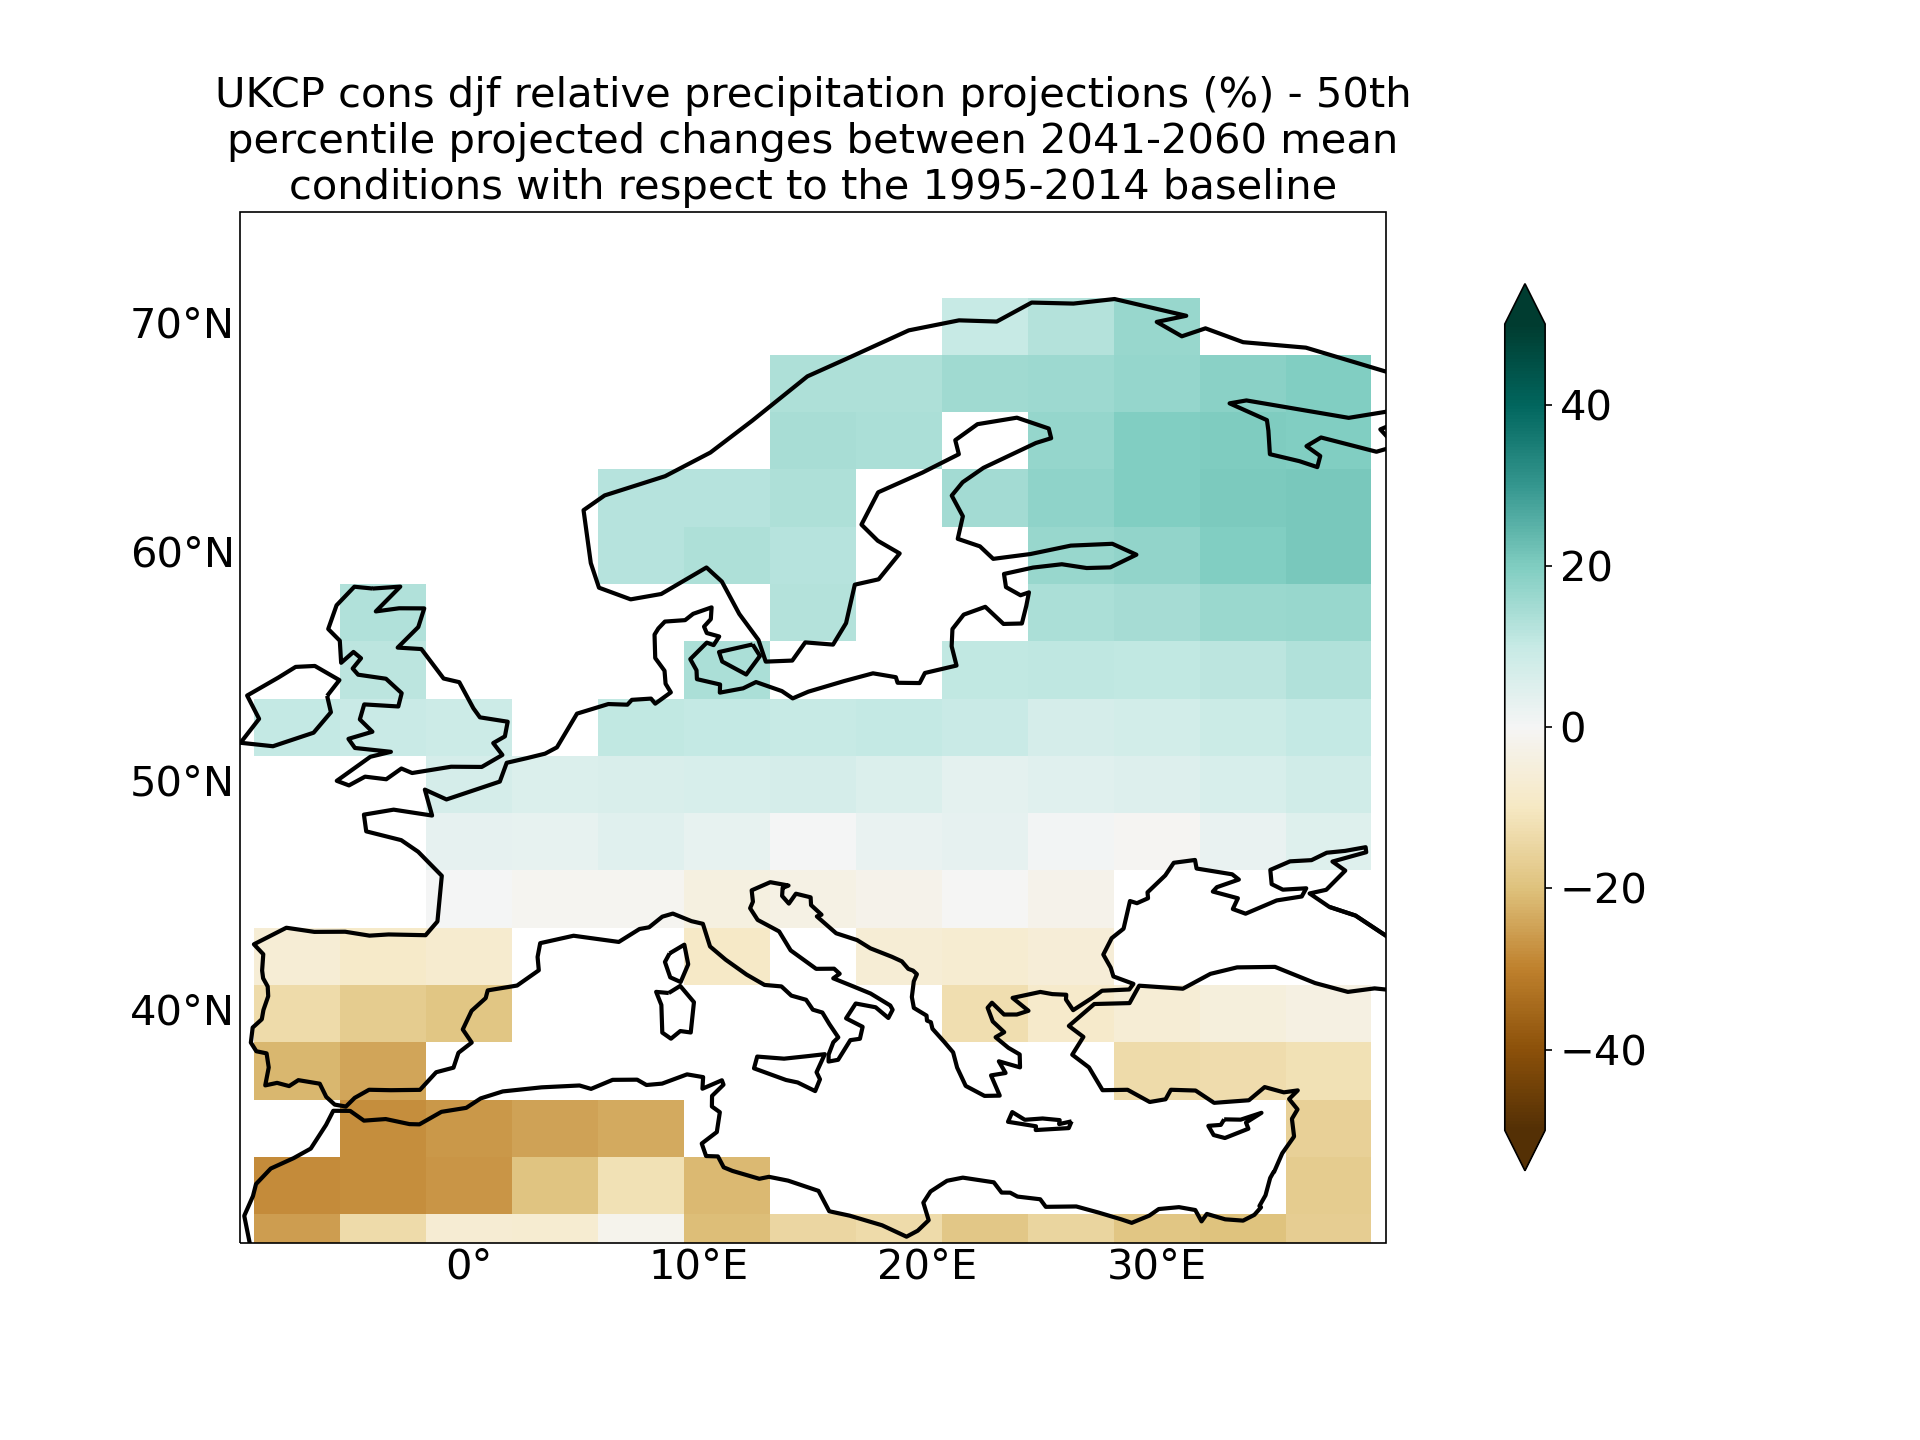 UKCP cons djf relative precipitation projections (%) - 50th
percentile projected changes between 2041-2060 mean
conditions with respect to the 1995-2014 baseline
70°N
60°N
50°N
40°N
0°
10°E
20°E
30°E
40
20
0
−20
−40